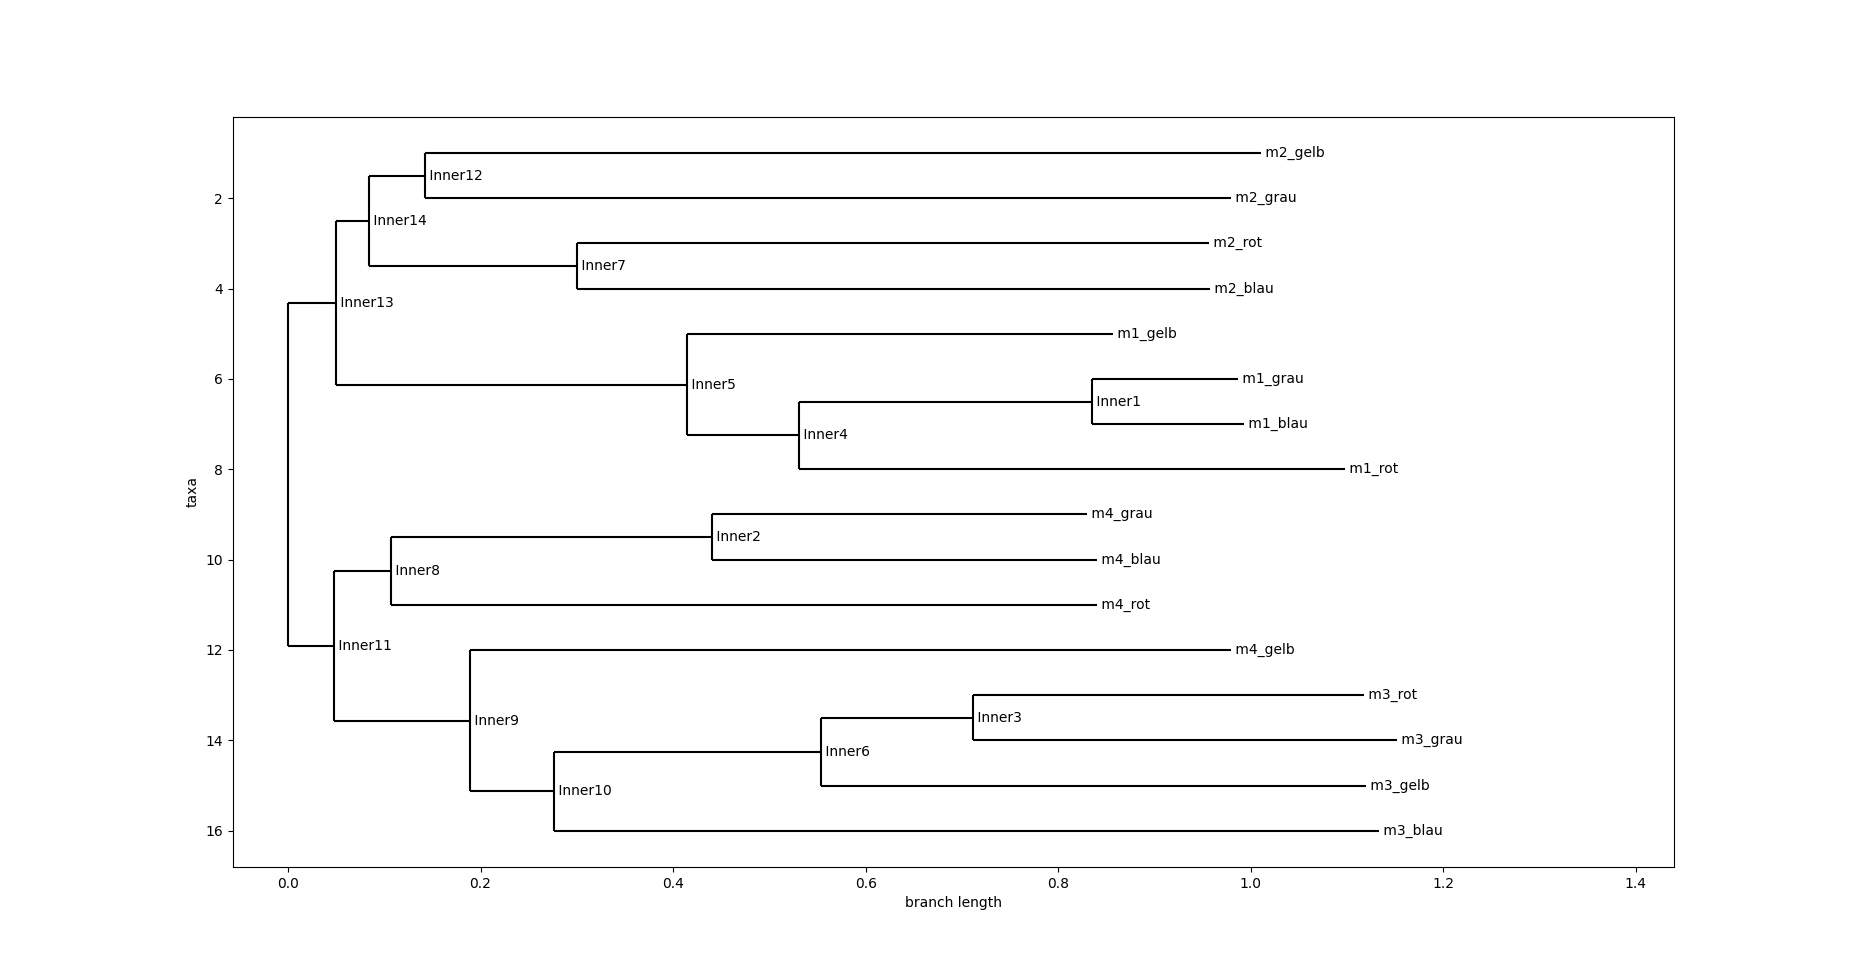 m2_gelb
Inner12
2
m2_grau
Inner14
m2_rot
Inner7
4
m2_blau
Inner13
m1_gelb
6
m1_grau
Inner5
Inner1
m1_blau
Inner4
8
m1_rot
taxa
m4_grau
Inner2
10
m4_blau
Inner8
m4_rot
Inner11
12
m4_gelb
m3_rot
Inner9
Inner3
14
m3_grau
Inner6
m3_gelb
Inner10
16
m3_blau
0.0 0.2 0.4 0.6 0.8 1.0 1.2 1.4
branch length